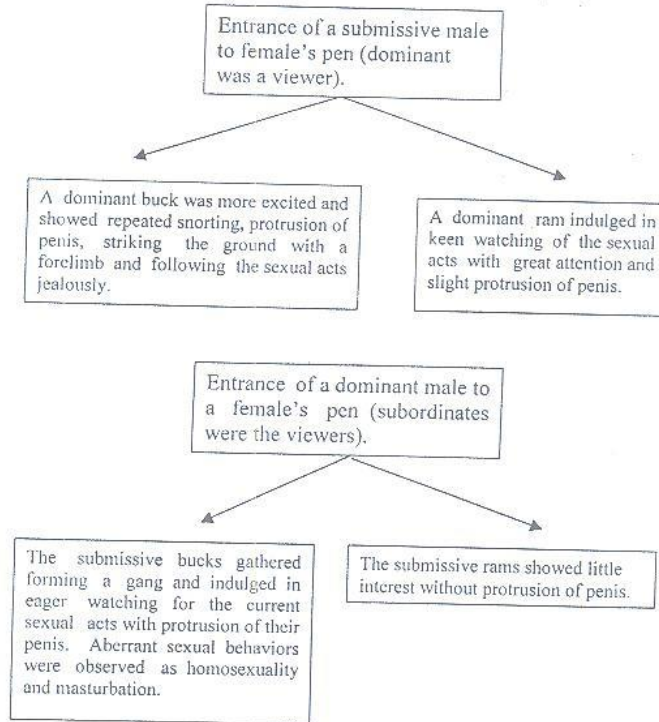 Entrance of a submissive male
to female's pen (dominant
was a viewer).
A dominant buck was more excited and
showed repeated snorting, protrusion of
penis, striking the ground with a
forelimb and following the sexual acts
jealously.
A dominant ram indulged in
keen watching of the sexual
acts with great attention and
slight protrusion of penis.
Entrance of a dominant male to
a female's pen (subordinates
were the viewers).
The submissive bucks gathered
forming a gang and indulged in
eager watching for the current
sexual acts with protrusion of their
penis. Aberrant sexual behaviors
were observed as homosexuality
and masturbation.
The submissive rams showed little
interest without protrusion of penis.